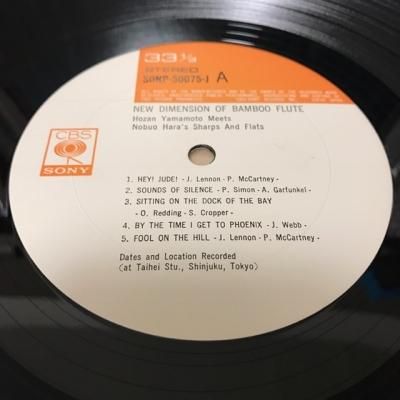 33 1/3
STEREO
SONP-50075-J A
NEW DIMENSION OF BAMBOO FLUTE
Hozan Yamamoto Meets
Nobuo Hara's Sharps And Flats
CBS
SONY
1. HEY! JUDE! - J. Lennon - P. McCartney -
2. SOUNDS OF SILENCE - P. Simon - A. Garfunkel -
3. SITTING ON THE DOCK OF THE BAY
- O. Redding - S. Cropper -
4. BY THE TIME I GET TO PHOENIX - J. Webb -
5. FOOL ON THE HILL - J. Lennon - P. McCartney -
Dates and Location Recorded
(at Taihei Stu., Shinjuku, Tokyo)